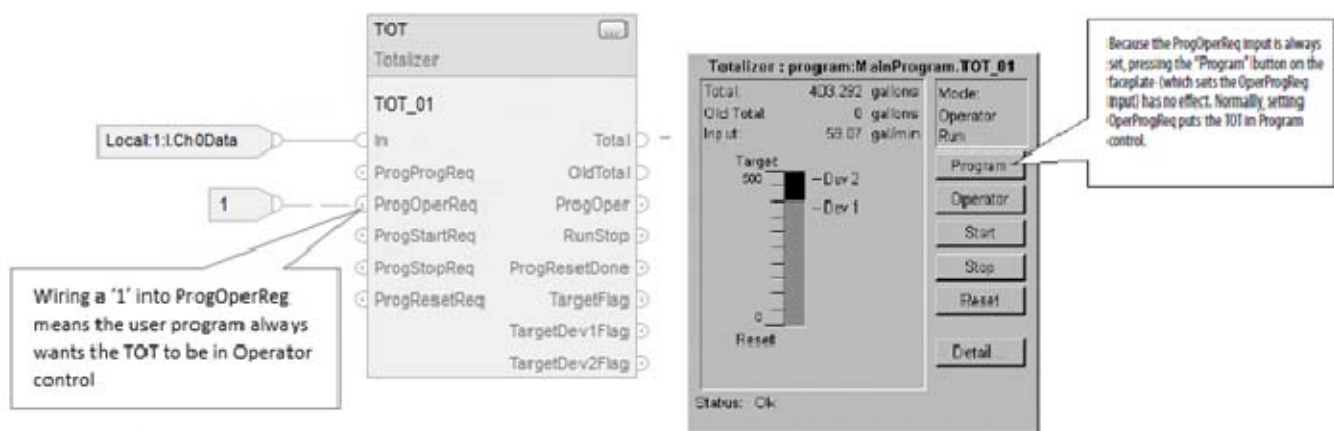 TOT
Totalizer
TOT_01
Local:1:I.Ch0Data
1
In
ProgProgReq
ProgOperReq
ProgStartReq
ProgStopReq
ProgResetReq
Total
OldTotal
ProgOper
RunStop
ProgResetDone
TargetFlag
TargetDev1Flag
TargetDev2Flag
Wiring a '1' into ProgOperReg
means the user program always
wants the TOT to be in Operator
control
Totalizer : program:MainProgram.TOT_01
Total: 403.292 gallons
Old Total: 0 gallons
Input: 59.07 gal/min
Target
500
Dev 2
Dev 1
0
Reset
Mode:
Operator
Run
Program
Operator
Start
Stop
Reset
Detail...
Status: Ok
Because the ProgOperReq input is always
set, pressing the "Program" button on the
faceplate (which sets the OperProgReq
input) has no effect. Normally, setting
OperProgReq puts the TOT in Program
control.